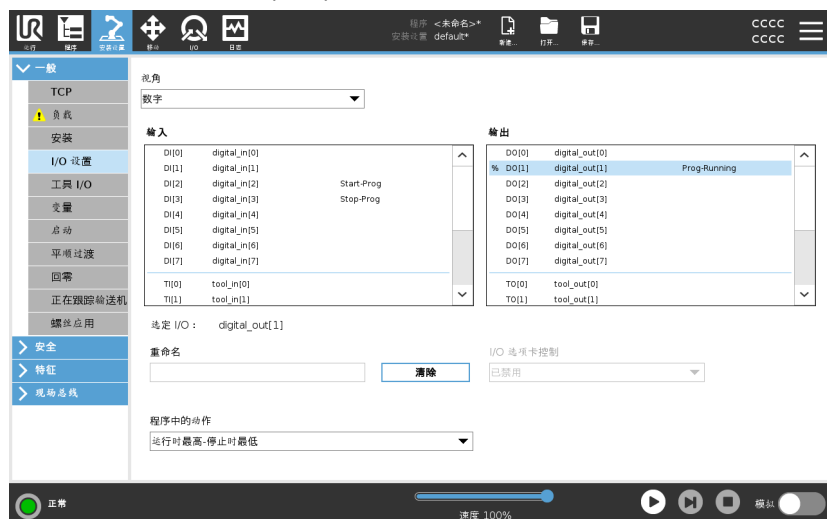 程序 <未命名>*
安装设置 default*
cccc
cccc
运行 程序 安装设置 移动 I/O 日志 新建... 打开... 保存...
一般
TCP
负载
安装
I/O 设置
工具 I/O
变量
启动
平顺过渡
回零
正在跟踪输送机
螺丝应用
安全
特征
现场总线
视角
数字
输入
DI[0] digital_in[0]
DI[1] digital_in[1]
DI[2] digital_in[2] Start-Prog
DI[3] digital_in[3] Stop-Prog
DI[4] digital_in[4]
DI[5] digital_in[5]
DI[6] digital_in[6]
DI[7] digital_in[7]
TI[0] tool_in[0]
TI[1] tool_in[1]
输出
DO[0] digital_out[0]
% DO[1] digital_out[1] Prog-Running
DO[2] digital_out[2]
DO[3] digital_out[3]
DO[4] digital_out[4]
DO[5] digital_out[5]
DO[6] digital_out[6]
DO[7] digital_out[7]
TO[0] tool_out[0]
TO[1] tool_out[1]
选定 I/O : digital_out[1]
重命名
清除
I/O 选项卡控制
已禁用
程序中的动作
运行时最高-停止时最低
正常
速度 100%
模拟